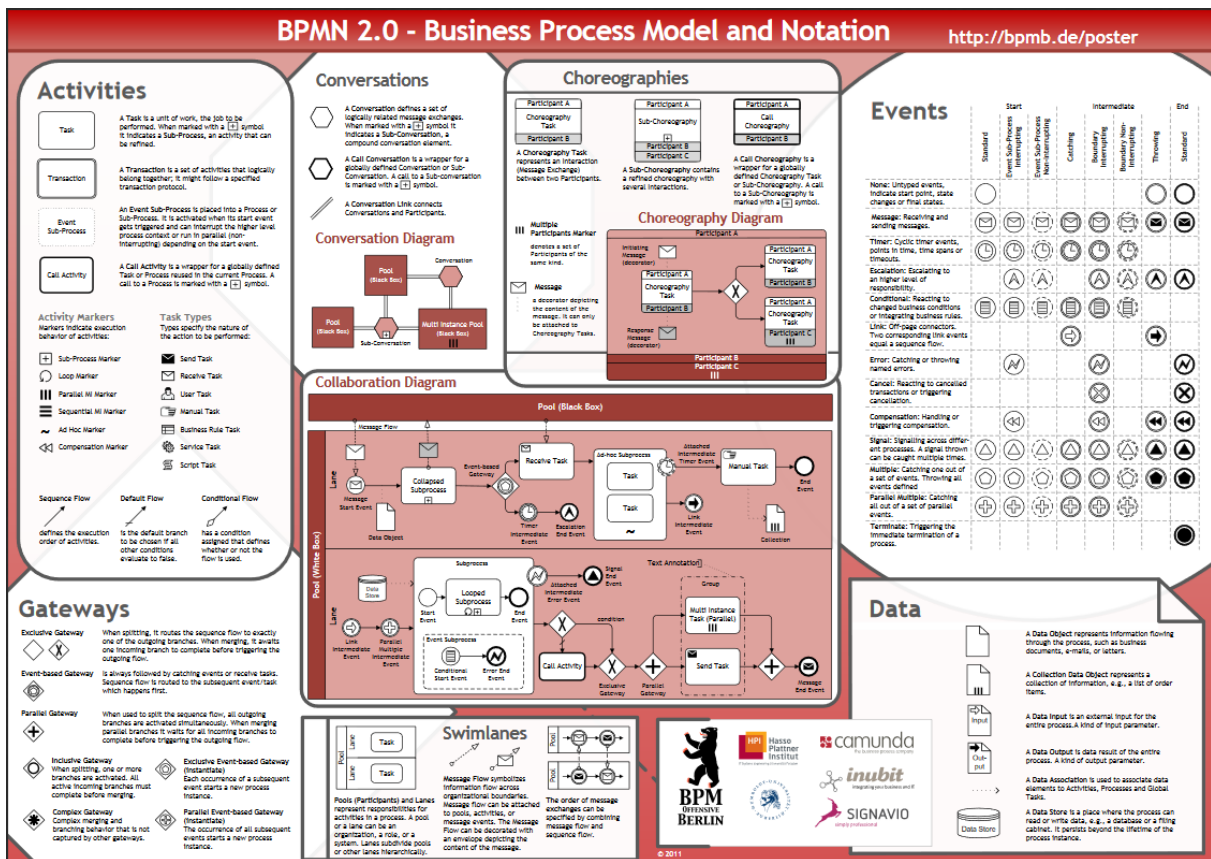 BPMN 2.0 - Business Process Model and Notation
http://bpmb.de/poster
Activities
Task
A Task is a unit of work, the job to be
performed. When marked with a + symbol
it indicates a Sub-Process, an activity that can
be refined.
Transaction
A Transaction is a set of activities that logically
belong together; it might follow a specified
transaction protocol.
Event
Sub-Process
An Event Sub-Process is placed into a Process or
Sub-Process. It is activated when its start event
gets triggered and can interrupt the higher level
process context or run in parallel (non-
interrupting) depending on the start event.
Call Activity
A Call Activity is a wrapper for a globally defined
Task or Process reused in the current Process. A
call to a Process is marked with a + symbol.
Activity Markers
Markers indicate execution
behavior of activities:
Sub-Process Marker
Loop Marker
Parallel MI Marker
Sequential MI Marker
Ad Hoc Marker
Compensation Marker
Task Types
Types specify the nature of
the action to be performed:
Send Task
Receive Task
User Task
Manual Task
Business Rule Task
Service Task
Script Task
Sequence Flow
defines the execution
order of activities.
Default Flow
is the default branch
to be chosen if all
other conditions
evaluate to false.
Conditional Flow
has a condition
assigned that defines
whether or not the
flow is used.
Conversations
A Conversation defines a set of
logically related message exchanges.
When marked with a + symbol it
indicates a Sub-Conversation, a
compound conversation element.
A Call Conversation is a wrapper for a
globally defined Conversation or Sub-
Conversation. A call to a Sub-conversation
is marked with a + symbol.
A Conversation Link connects
Conversations and Participants.
Conversation Diagram
Conversation
Pool
(Black Box)
Pool
(Black Box)
Sub-Conversation
Multi Instance Pool
(Black Box)
Choreographies
Participant A
Choreography
Task
Participant B
A Choreography Task
represents an Interaction
(Message Exchange)
between two Participants.
Participant A
Sub-Choreography
Participant B
Participant C
A Sub-Choreography contains
a refined choreography with
several interactions.
Participant A
Call
Choreography
Participant B
A Call Choreography is a
wrapper for a globally
defined Choreography Task
or Sub-Choreography. A call
to a Sub-Choreography is
marked with a + symbol.
Multiple
Participants Marker
denotes a set of
Participants of the
same kind.
Message
a decorator depicting
the content of the
message. It can only
be attached to
Choreography Tasks.
Choreography Diagram
Participant A
Initiating
Message
(decorator)
Participant A
Choreography
Task
Participant B
Response
Message
(decorator)
Participant A
Choreography
Task
Participant B
Participant A
Choreography
Task
Participant C
Participant B
Participant C
Collaboration Diagram
Pool (Black Box)
Message Flow
Pool (White Box)
Lane
Message
Start Event
Data Object
Collapsed
Subprocess
Event-based
Gateway
Receive Task
Timer
Intermediate
Event
Escalation
End Event
Ad-hoc Subprocess
Task
Task
Attached
Intermediate
Timer Event
Link
Intermediate
Event
Manual Task
Collection
End
Event
Lane
Data
Store
Link
Intermediate
Event
Parallel
Multiple
Intermediate
Event
Subprocess
Start
Event
Looped
Subprocess
End
Event
Event Subprocess
Conditional
Start Event
Error End
Event
Attached
Intermediate
Error Event
Signal
End
Event
condition
Call Activity
Exclusive
Gateway
Parallel
Gateway
Text Annotation
Group
Multi Instance
Task (Parallel)
Send Task
Message
End Event
Events
Start
Intermediate
End
Standard
Event Sub-Process
Interrupting
Event Sub-Process
Non-Interrupting
Catching
Boundary
Interrupting
Boundary Non-
Interrupting
Throwing
Standard
None: Untyped events,
indicate start point, state
changes or final states.
Message: Receiving and
sending messages.
Timer: Cyclic timer events,
points in time, time spans or
timeouts.
Escalation: Escalating to
an higher level of
responsibility.
Conditional: Reacting to
changed business conditions
or integrating business rules.
Link: Off-page connectors.
Two corresponding link events
equal a sequence flow.
Error: Catching or throwing
named errors.
Cancel: Reacting to cancelled
transactions or triggering
cancellation.
Compensation: Handling or
triggering compensation.
Signal: Signalling across differ-
ent processes. A signal thrown
can be caught multiple times.
Multiple: Catching one out of
a set of events. Throwing all
events defined
Parallel Multiple: Catching
all out of a set of parallel
events.
Terminate: Triggering the
immediate termination of a
process.
Gateways
Exclusive Gateway
When splitting, it routes the sequence flow to exactly
one of the outgoing branches. When merging, it awaits
one incoming branch to complete before triggering the
outgoing flow.
Event-based Gateway
Is always followed by catching events or receive tasks.
Sequence flow is routed to the subsequent event/task
which happens first.
Parallel Gateway
When used to split the sequence flow, all outgoing
branches are activated simultaneously. When merging
parallel branches it waits for all incoming branches to
complete before triggering the outgoing flow.
Inclusive Gateway
When splitting, one or more
branches are activated. All
active incoming branches must
complete before merging.
Exclusive Event-based Gateway
(Instantiate)
Each occurrence of a subsequent
event starts a new process
instance.
Complex Gateway
Complex merging and
branching behavior that is not
captured by other gateways.
Parallel Event-based Gateway
(Instantiate)
The occurrence of all subsequent
events starts a new process
instance.
Swimlanes
Pool
Lane
Task
Lane
Task
Pools (Participants) and Lanes
represent responsibilities for
activities in a process. A pool
or a lane can be an
organization, a role, or a
system. Lanes subdivide pools
or other lanes hierarchically.
Message Flow symbolizes
information flow across
organizational boundaries.
Message flow can be attached
to pools, activities, or
message events. The Message
Flow can be decorated with
an envelope depicting the
content of the message.
Pool
Pool
The order of message
exchanges can be
specified by combining
message flow and
sequence flow.
BPM
OFFENSIVE
BERLIN
HPI
Hasso
Plattner
Institut
camunda
the business process company
inubit
integrating your business and IT
SIGNAVIO
simply professional
© 2011
Data
A Data Object represents information flowing
through the process, such as business
documents, e-mails, or letters.
A Collection Data Object represents a
collection of information, e.g., a list of order
items.
Input
A Data Input is an external input for the
entire process.A kind of input parameter.
Out-
put
A Data Output is data result of the entire
process. A kind of output parameter.
A Data Association is used to associate data
elements to Activities, Processes and Global
Tasks.
Data Store
A Data Store is a place where the process can
read or write data, e.g., a database or a filing
cabinet. It persists beyond the lifetime of the
process instance.